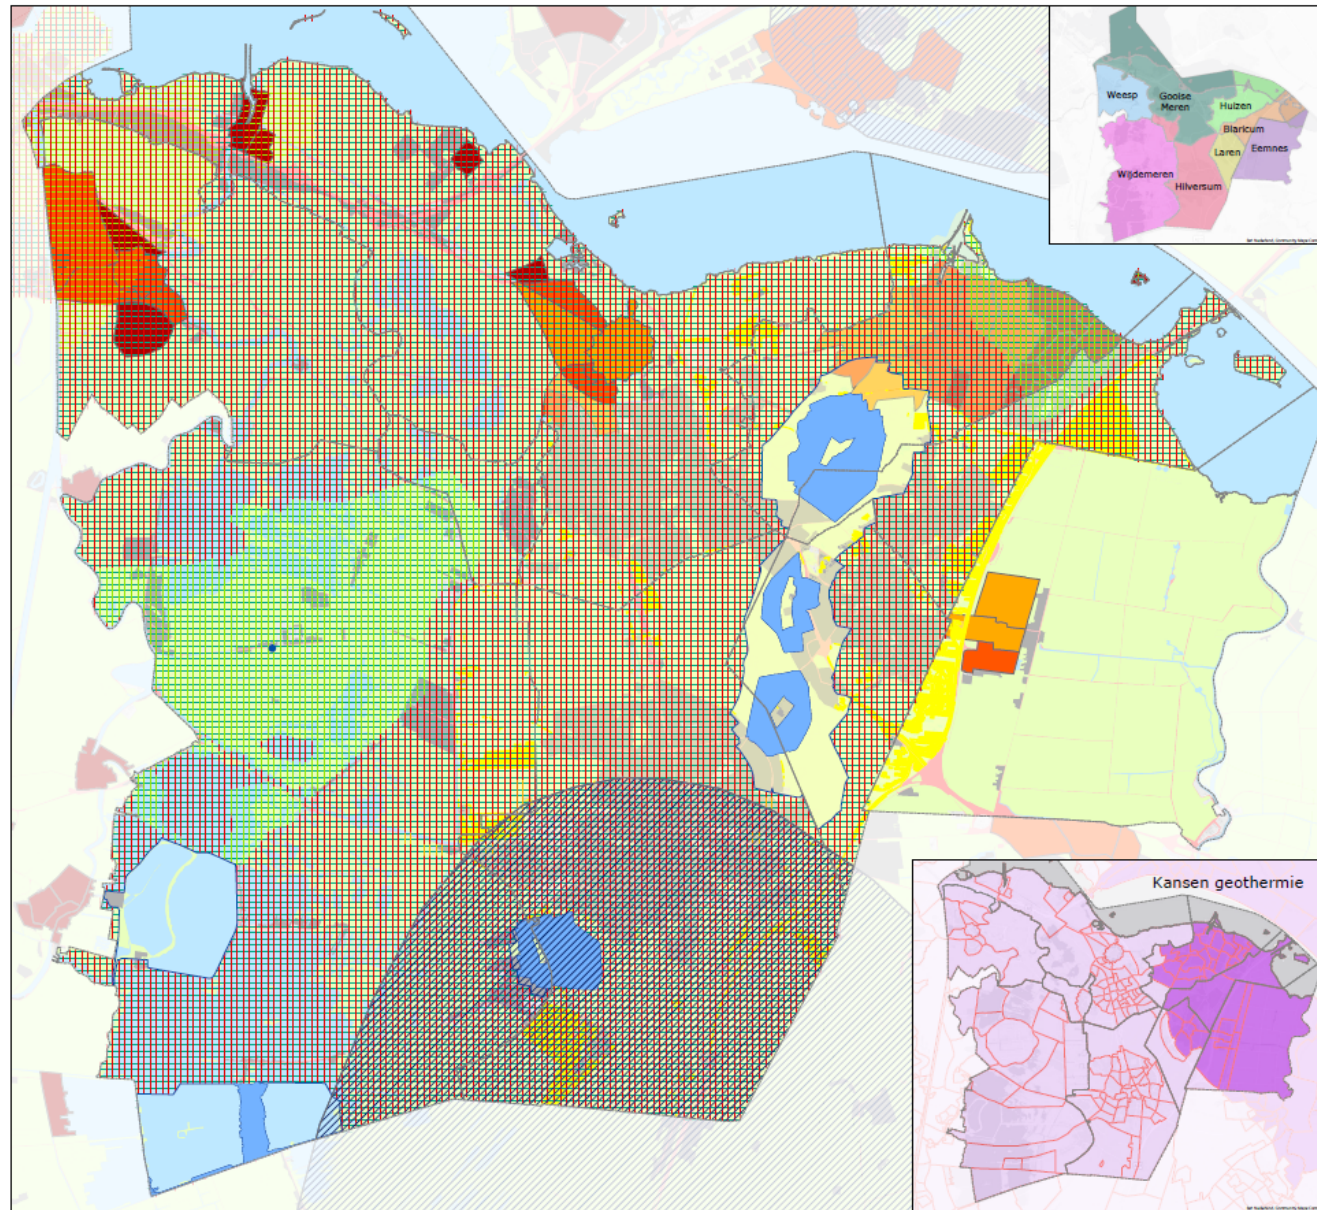 Weesp
Gooise
Meren
Huizen
Blaricum
Laren
Eemnes
Wijdemeren
Hilversum
Kansen geothermie